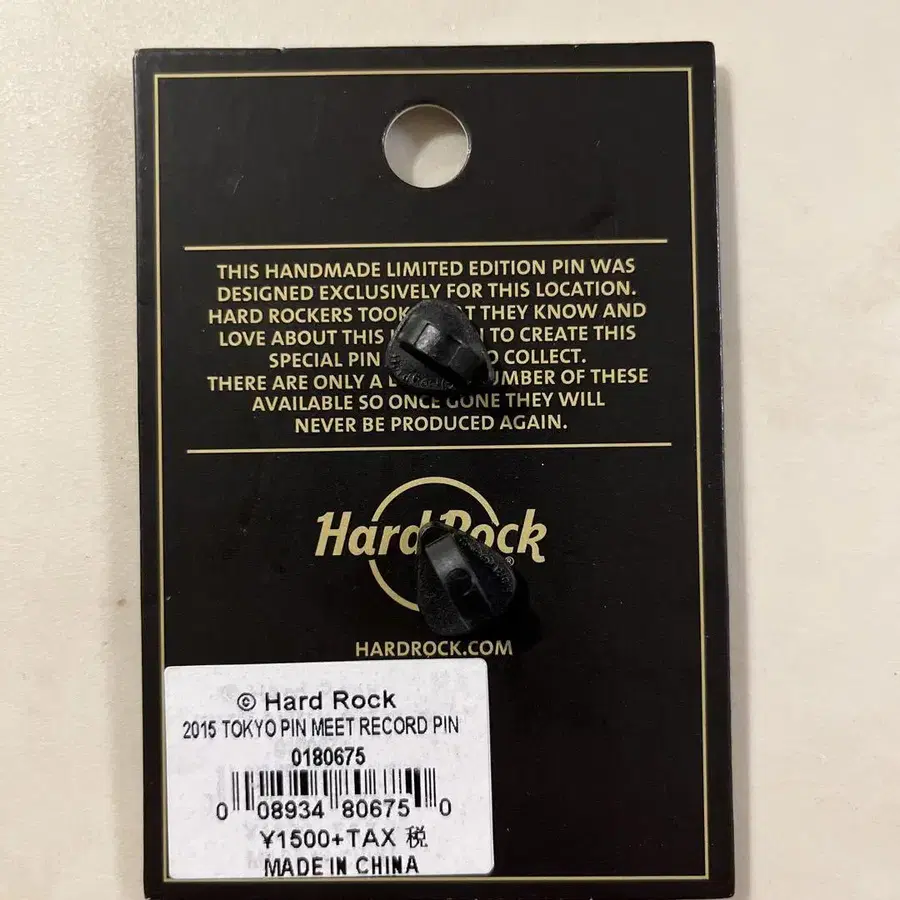 THIS HANDMADE LIMITED EDITION PIN WAS
DESIGNED EXCLUSIVELY FOR THIS LOCATION.
HARD ROCKERS TOOK THEY KNOW AND
LOVE ABOUT THIS TO CREATE THIS
SPECIAL PIN COLLECT.
THERE ARE ONLY A NUMBER OF THESE
AVAILABLE SO ONCE GONE THEY WILL
NEVER BE PRODUCED AGAIN.
Hard Rock
®
HARDROCK.COM
© Hard Rock
2015 TOKYO PIN MEET RECORD PIN
0180675
0 08934 80675 0
¥1500+TAX 税
MADE IN CHINA